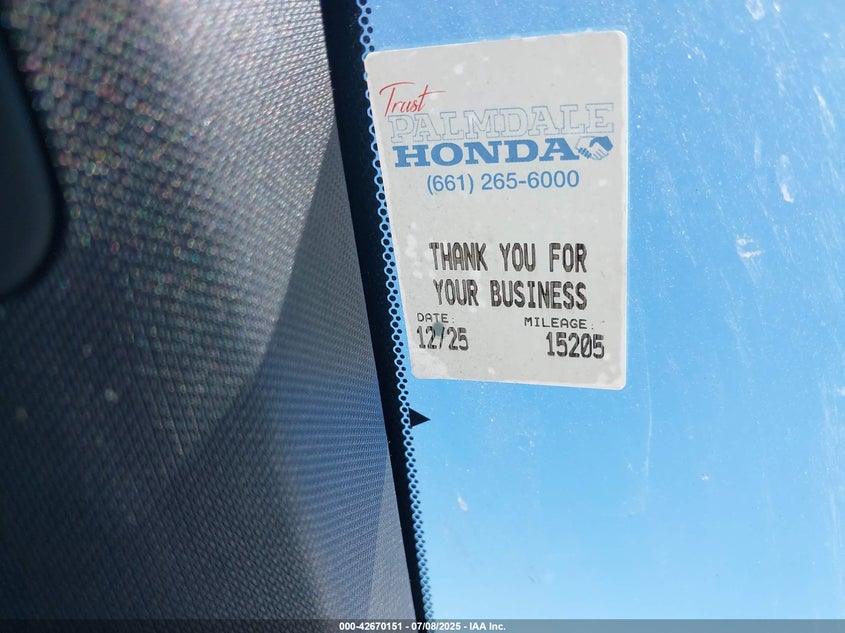 Trust
PALMDALE
HONDA
(661) 265-6000
THANK YOU FOR
YOUR BUSINESS
DATE: MILEAGE:
12/25 15205
000-42670151 - 07/08/2025 - IAA Inc.